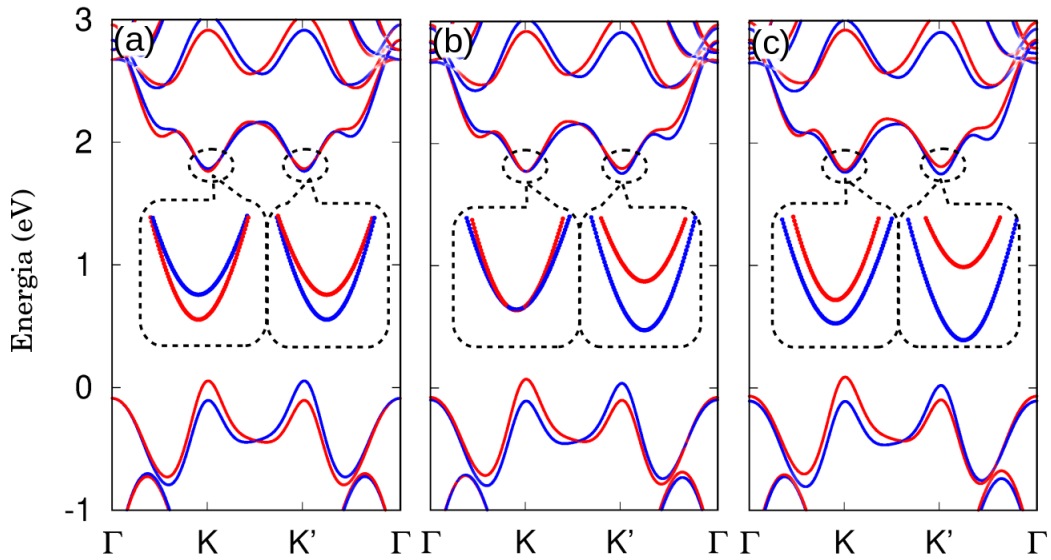 (a) (b) (c)
3
2
1
0
-1
Energia (eV)
Γ K K’ Γ K K’ Γ K K’ Γ